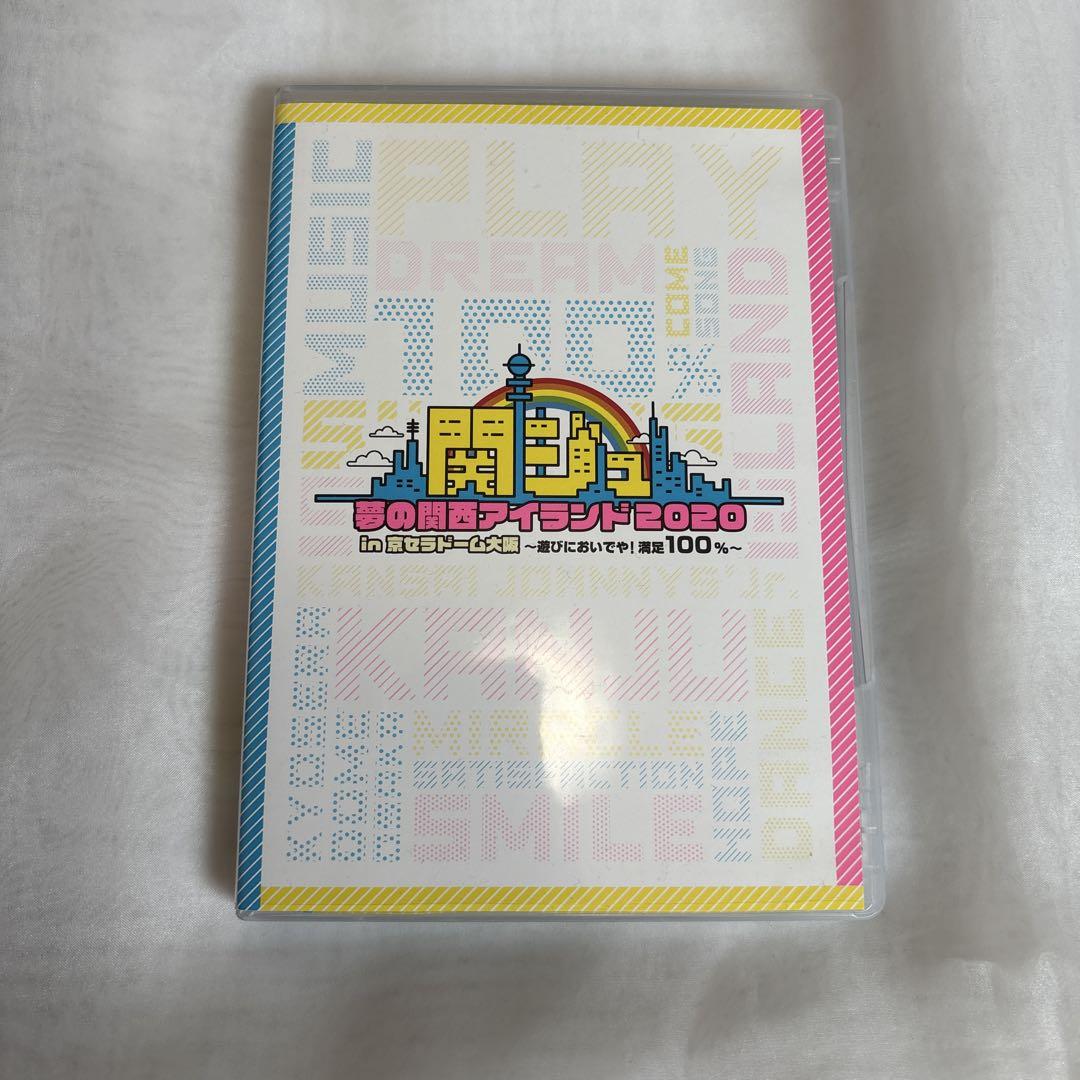 MUSIC
PLAY
DREAM
COME
SONG
100%
ISLAND
関ジュ
夢の関西アイランド2020
in 京セラドーム大阪 ～遊びにおいでや!満足100%～
KANSAI JOHNNYS'Jr.
KANJU
KYOSERA
DOME
OSAKA
MIRACLE
SATISFACTION
SMILE
HOPE
DANCE